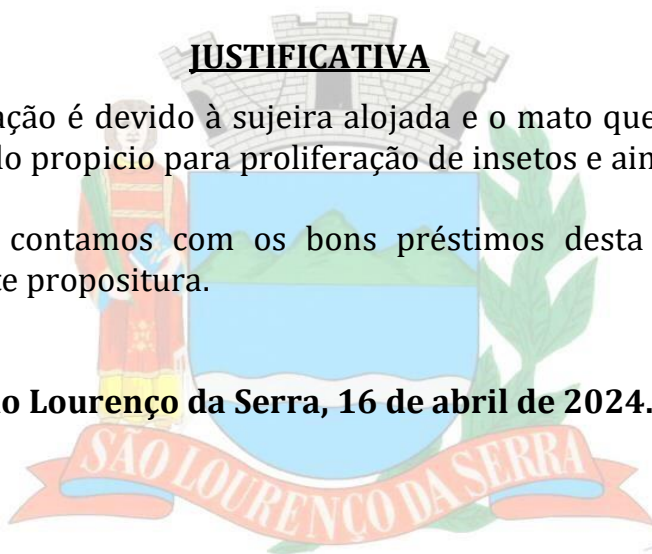 JUSTIFICATIVA
ação é devido à sujeira alojada e o mato que
do propicio para proliferação de insetos e ain
contamos com os bons préstimos desta
te propositura.
o Lourenço da Serra, 16 de abril de 2024.
SÃO LOURENÇO DA SERRA